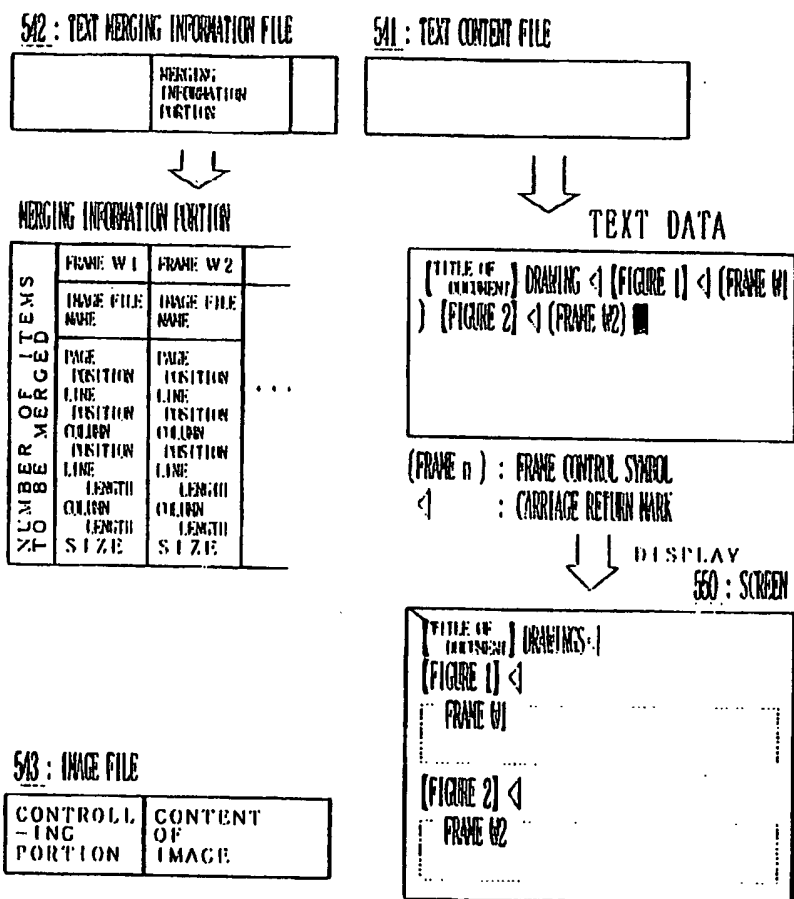 542 : TEXT MERGING INFORMATION FILE
MERGING
INFORMATION
PORTION
MERGING INFORMATION PORTION
NUMBER OF ITEMS
TO BE MERGED
FRAME W1
IMAGE FILE
NAME
PAGE
POSITION
LINE
POSITION
COLUMN
POSITION
LINE
LENGTH
COLUMN
LENGTH
SIZE
FRAME W2
IMAGE FILE
NAME
PAGE
POSITION
LINE
POSITION
COLUMN
POSITION
LINE
LENGTH
COLUMN
LENGTH
SIZE
...
543 : IMAGE FILE
CONTROLL
-ING
PORTION
CONTENT
OF
IMAGE
541 : TEXT CONTENT FILE
TEXT DATA
[TITLE OF DOCUMENT] DRAWING ◁ [FIGURE 1] ◁ (FRAME W1
) [FIGURE 2] ◁ (FRAME W2) ■
(FRAME n) : FRAME CONTROL SYMBOL
◁ : CARRIAGE RETURN MARK
DISPLAY
550 : SCREEN
[TITLE OF DOCUMENT] DRAWINGS ◁
[FIGURE 1] ◁
FRAME W1
[FIGURE 2] ◁
FRAME W2